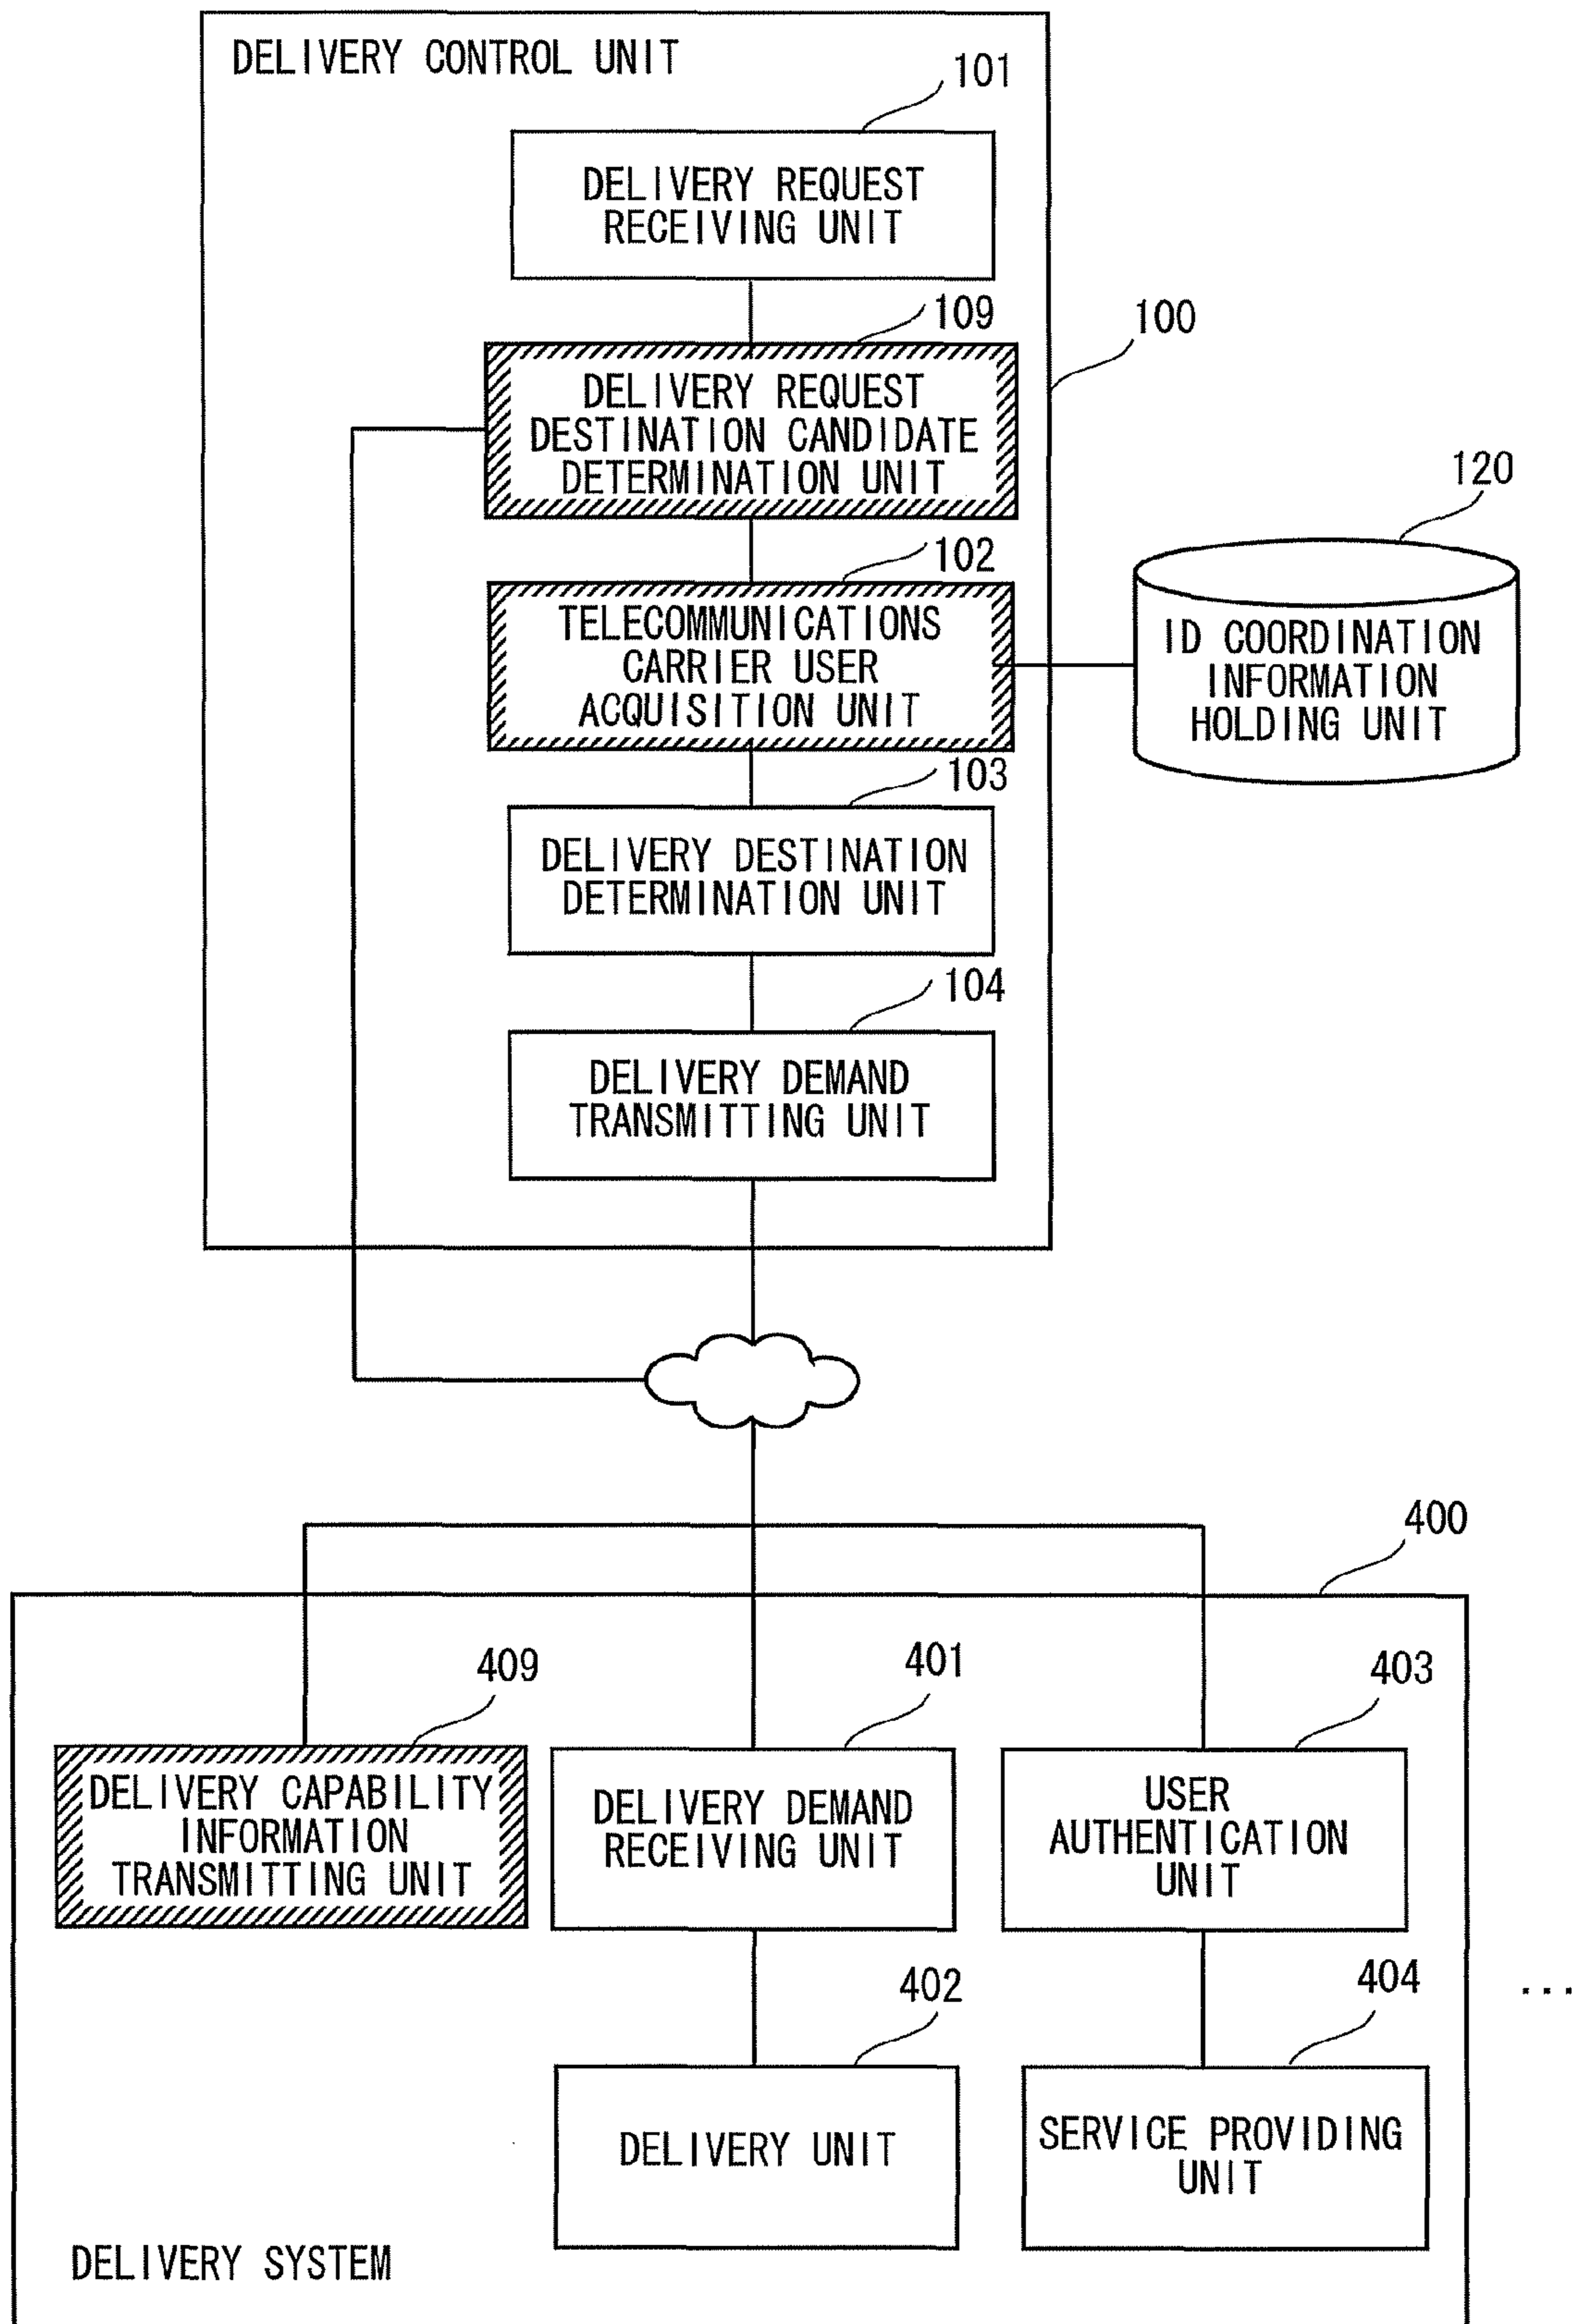 DELIVERY CONTROL UNIT
101
DELIVERY REQUEST
RECEIVING UNIT
109
100
DELIVERY REQUEST
DESTINATION CANDIDATE
DETERMINATION UNIT
120
102
TELECOMMUNICATIONS
CARRIER USER
ACQUISITION UNIT
ID COORDINATION
INFORMATION
HOLDING UNIT
103
DELIVERY DESTINATION
DETERMINATION UNIT
104
DELIVERY DEMAND
TRANSMITTING UNIT
400
409
401
403
DELIVERY CAPABILITY
INFORMATION
TRANSMITTING UNIT
DELIVERY DEMAND
RECEIVING UNIT
USER
AUTHENTICATION
UNIT
402
404
...
DELIVERY UNIT
SERVICE PROVIDING
UNIT
DELIVERY SYSTEM